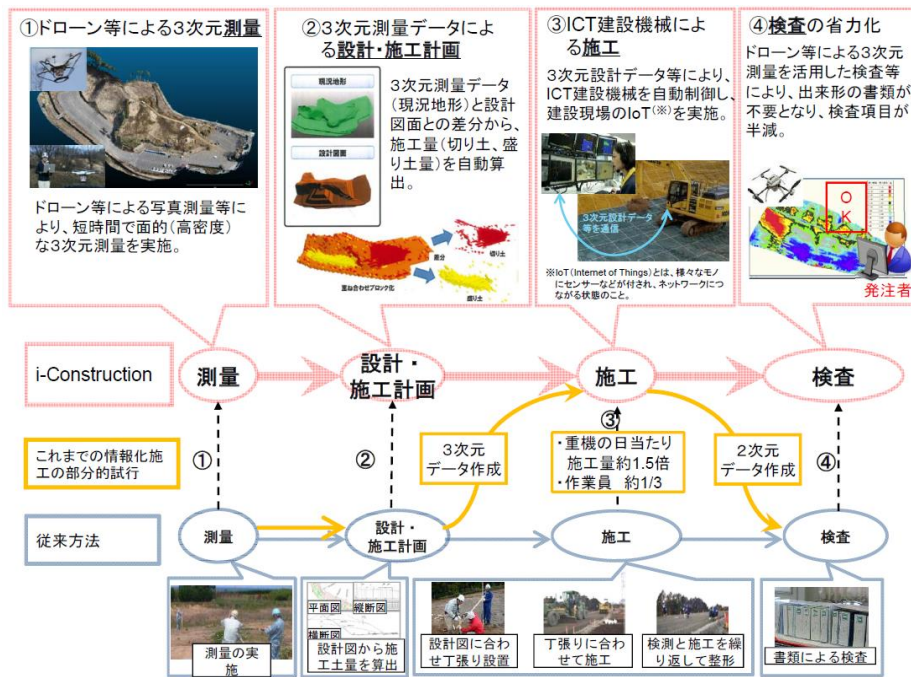 ①ドローン等による3次元測量
ドローン等による写真測量等に
より、短時間で面的(高密度)
な3次元測量を実施。
②3次元測量データによ
る設計・施工計画
現況地形
設計図面
3次元測量データ
(現況地形)と設計
図面との差分から、
施工量(切り土、盛
り土量)を自動算
出。
差分
切り土
重ね合わせブロック化
盛り土
③ICT建設機械によ
る施工
3次元設計データ等により、
ICT建設機械を自動制御し、
建設現場のIoT(※)を実施。
3次元設計データ
等を通信
※IoT(Internet of Things)とは、様々なモノ
にセンサーなどが付され、ネットワークにつ
ながる状態のこと。
④検査の省力化
ドローン等による3次元
測量を活用した検査等
により、出来形の書類が
不要となり、検査項目が
半減。
O
K
発注者
i-Construction
測量
設計・
施工計画
施工
検査
これまでの情報化施
工の部分的試行
①
②
3次元
データ作成
③
・重機の日当たり
施工量約1.5倍
・作業員 約1/3
2次元
データ作成
④
従来方法
測量
設計・
施工計画
施工
検査
測量の実
施
平面図
縦断図
横断図
設計図から施
工土量を算出
設計図に合
わせ丁張り設置
丁張りに合
わせて施工
検測と施工を繰
り返して整形
書類による検査